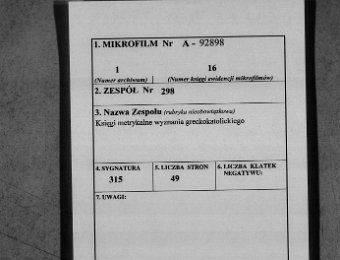 1. MIKROFILM Nr A - 92898
1 16
(Numer archiwum) (Numer księgi ewidencji mikrofilmów)
2. ZESPÓŁ Nr 298
3. Nazwa Zespołu (rubryka nieobowiązkowa)
Księgi metrykalne wyznania greckokatolickiego
4. SYGNATURA 5. LICZBA STRON 6. LICZBA KLATEK
NEGATYWU:
315 49
7. UWAGI: